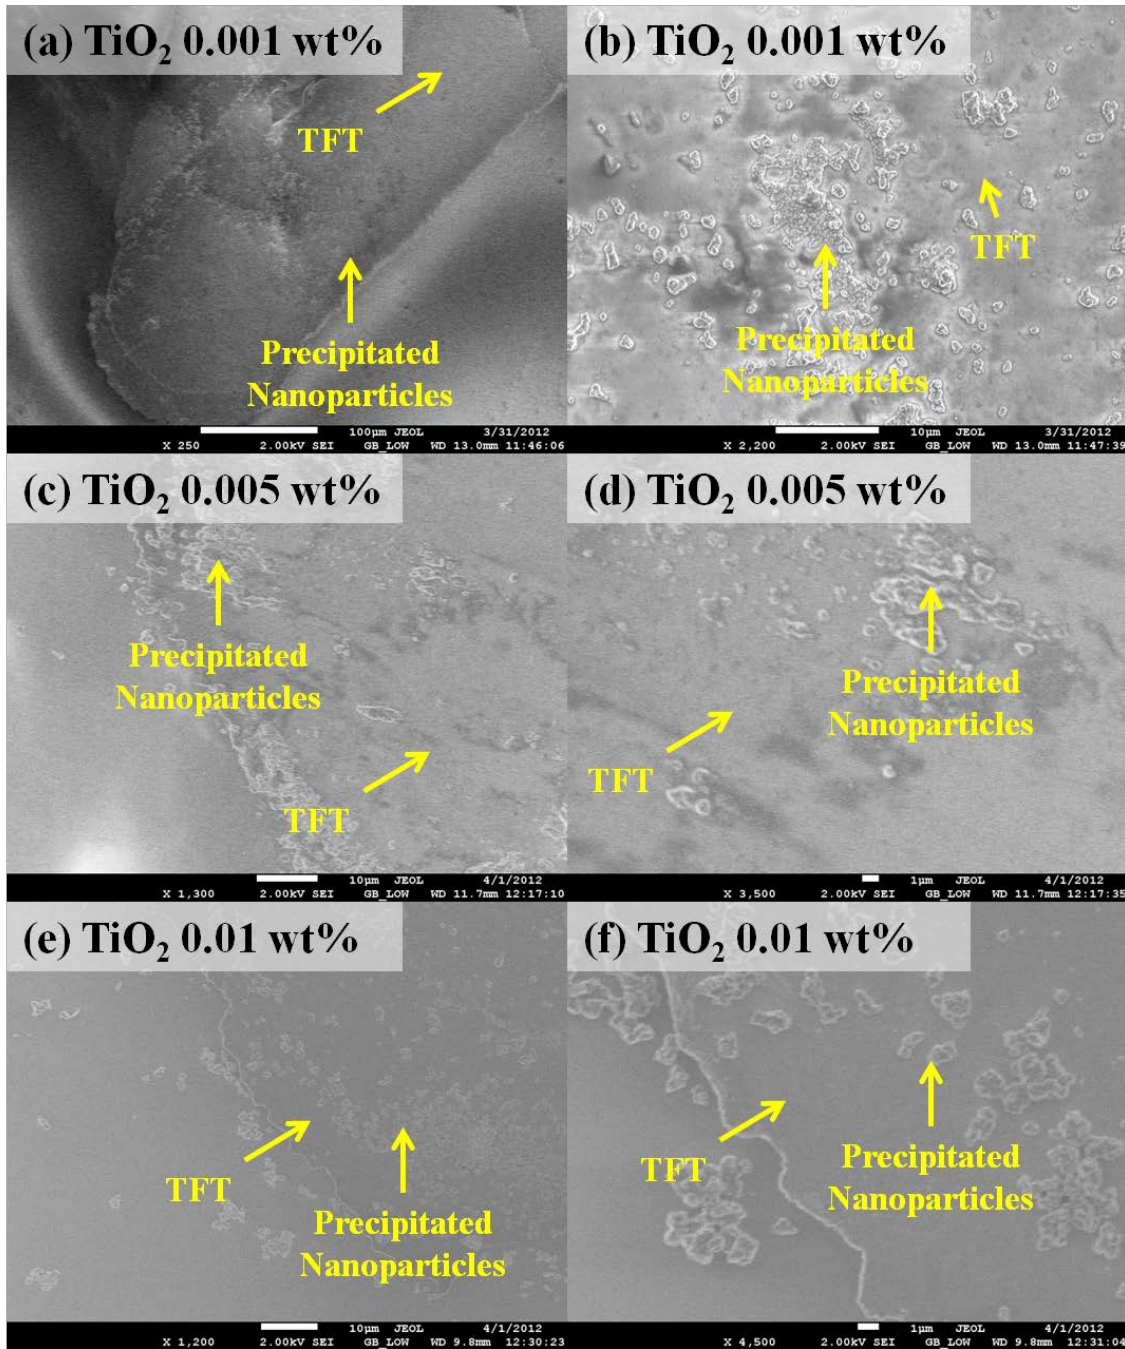 (a) TiO₂ 0.001 wt%
TFT
Precipitated
Nanoparticles
100µm JEOL 3/31/2012
X 250 2.00kV SEI GB_LOW WD 13.0mm 11:46:06
(b) TiO₂ 0.001 wt%
TFT
Precipitated
Nanoparticles
10µm JEOL 3/31/2012
X 2,200 2.00kV SEI GB_LOW WD 13.0mm 11:47:39
(c) TiO₂ 0.005 wt%
Precipitated
Nanoparticles
TFT
10µm JEOL 4/1/2012
X 1,300 2.00kV SEI GB_LOW WD 11.7mm 12:17:10
(d) TiO₂ 0.005 wt%
Precipitated
Nanoparticles
TFT
1µm JEOL 4/1/2012
X 3,500 2.00kV SEI GB_LOW WD 11.7mm 12:17:35
(e) TiO₂ 0.01 wt%
TFT
Precipitated
Nanoparticles
10µm JEOL 4/1/2012
X 1,200 2.00kV SEI GB_LOW WD 9.8mm 12:30:23
(f) TiO₂ 0.01 wt%
Precipitated
TFT
Nanoparticles
1µm JEOL 4/1/2012
X 4,500 2.00kV SEI GB_LOW WD 9.8mm 12:31:04